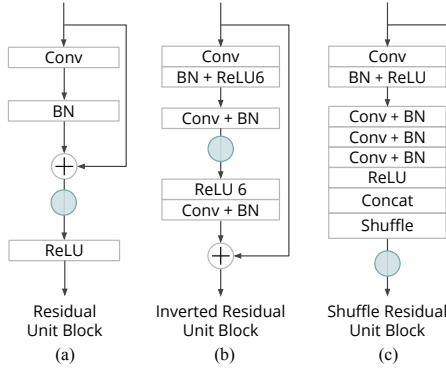 Conv
BN
ReLU
Residual
Unit Block
(a)
Conv
BN + ReLU6
Conv + BN
ReLU 6
Conv + BN
Inverted Residual
Unit Block
(b)
Conv
BN + ReLU
Conv + BN
Conv + BN
Conv + BN
ReLU
Concat
Shuffle
Shuffle Residual
Unit Block
(c)